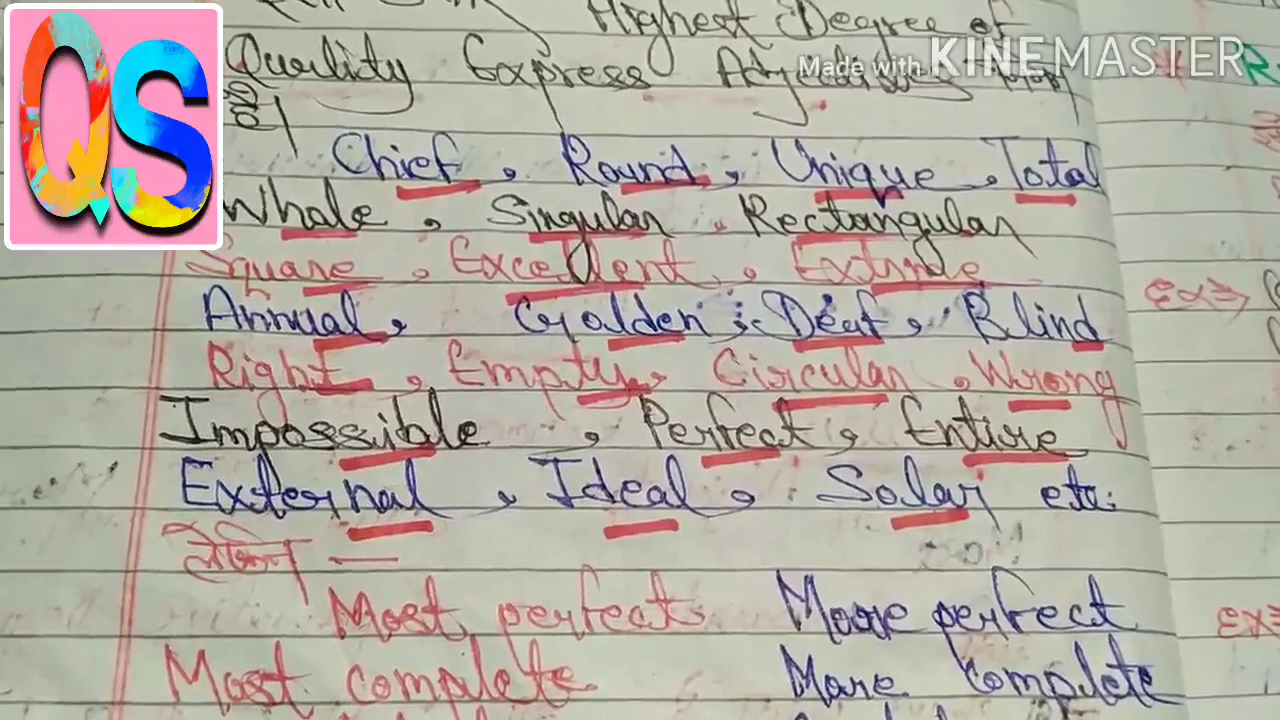 QS
Highest Degree of
Made with KINEMASTER
Quality Express
Chief, Round, Unique, Total
Whole, Singular, Rectangular
Square, Excellent, Extreme
Annual, Golden, Deaf, Blind
Right, Empty, Circular, Wrong
Impossible, Perfect, Entire
External, Ideal, Solar etc.
लेकिन —
Most perfect More perfect
Most complete More Complete